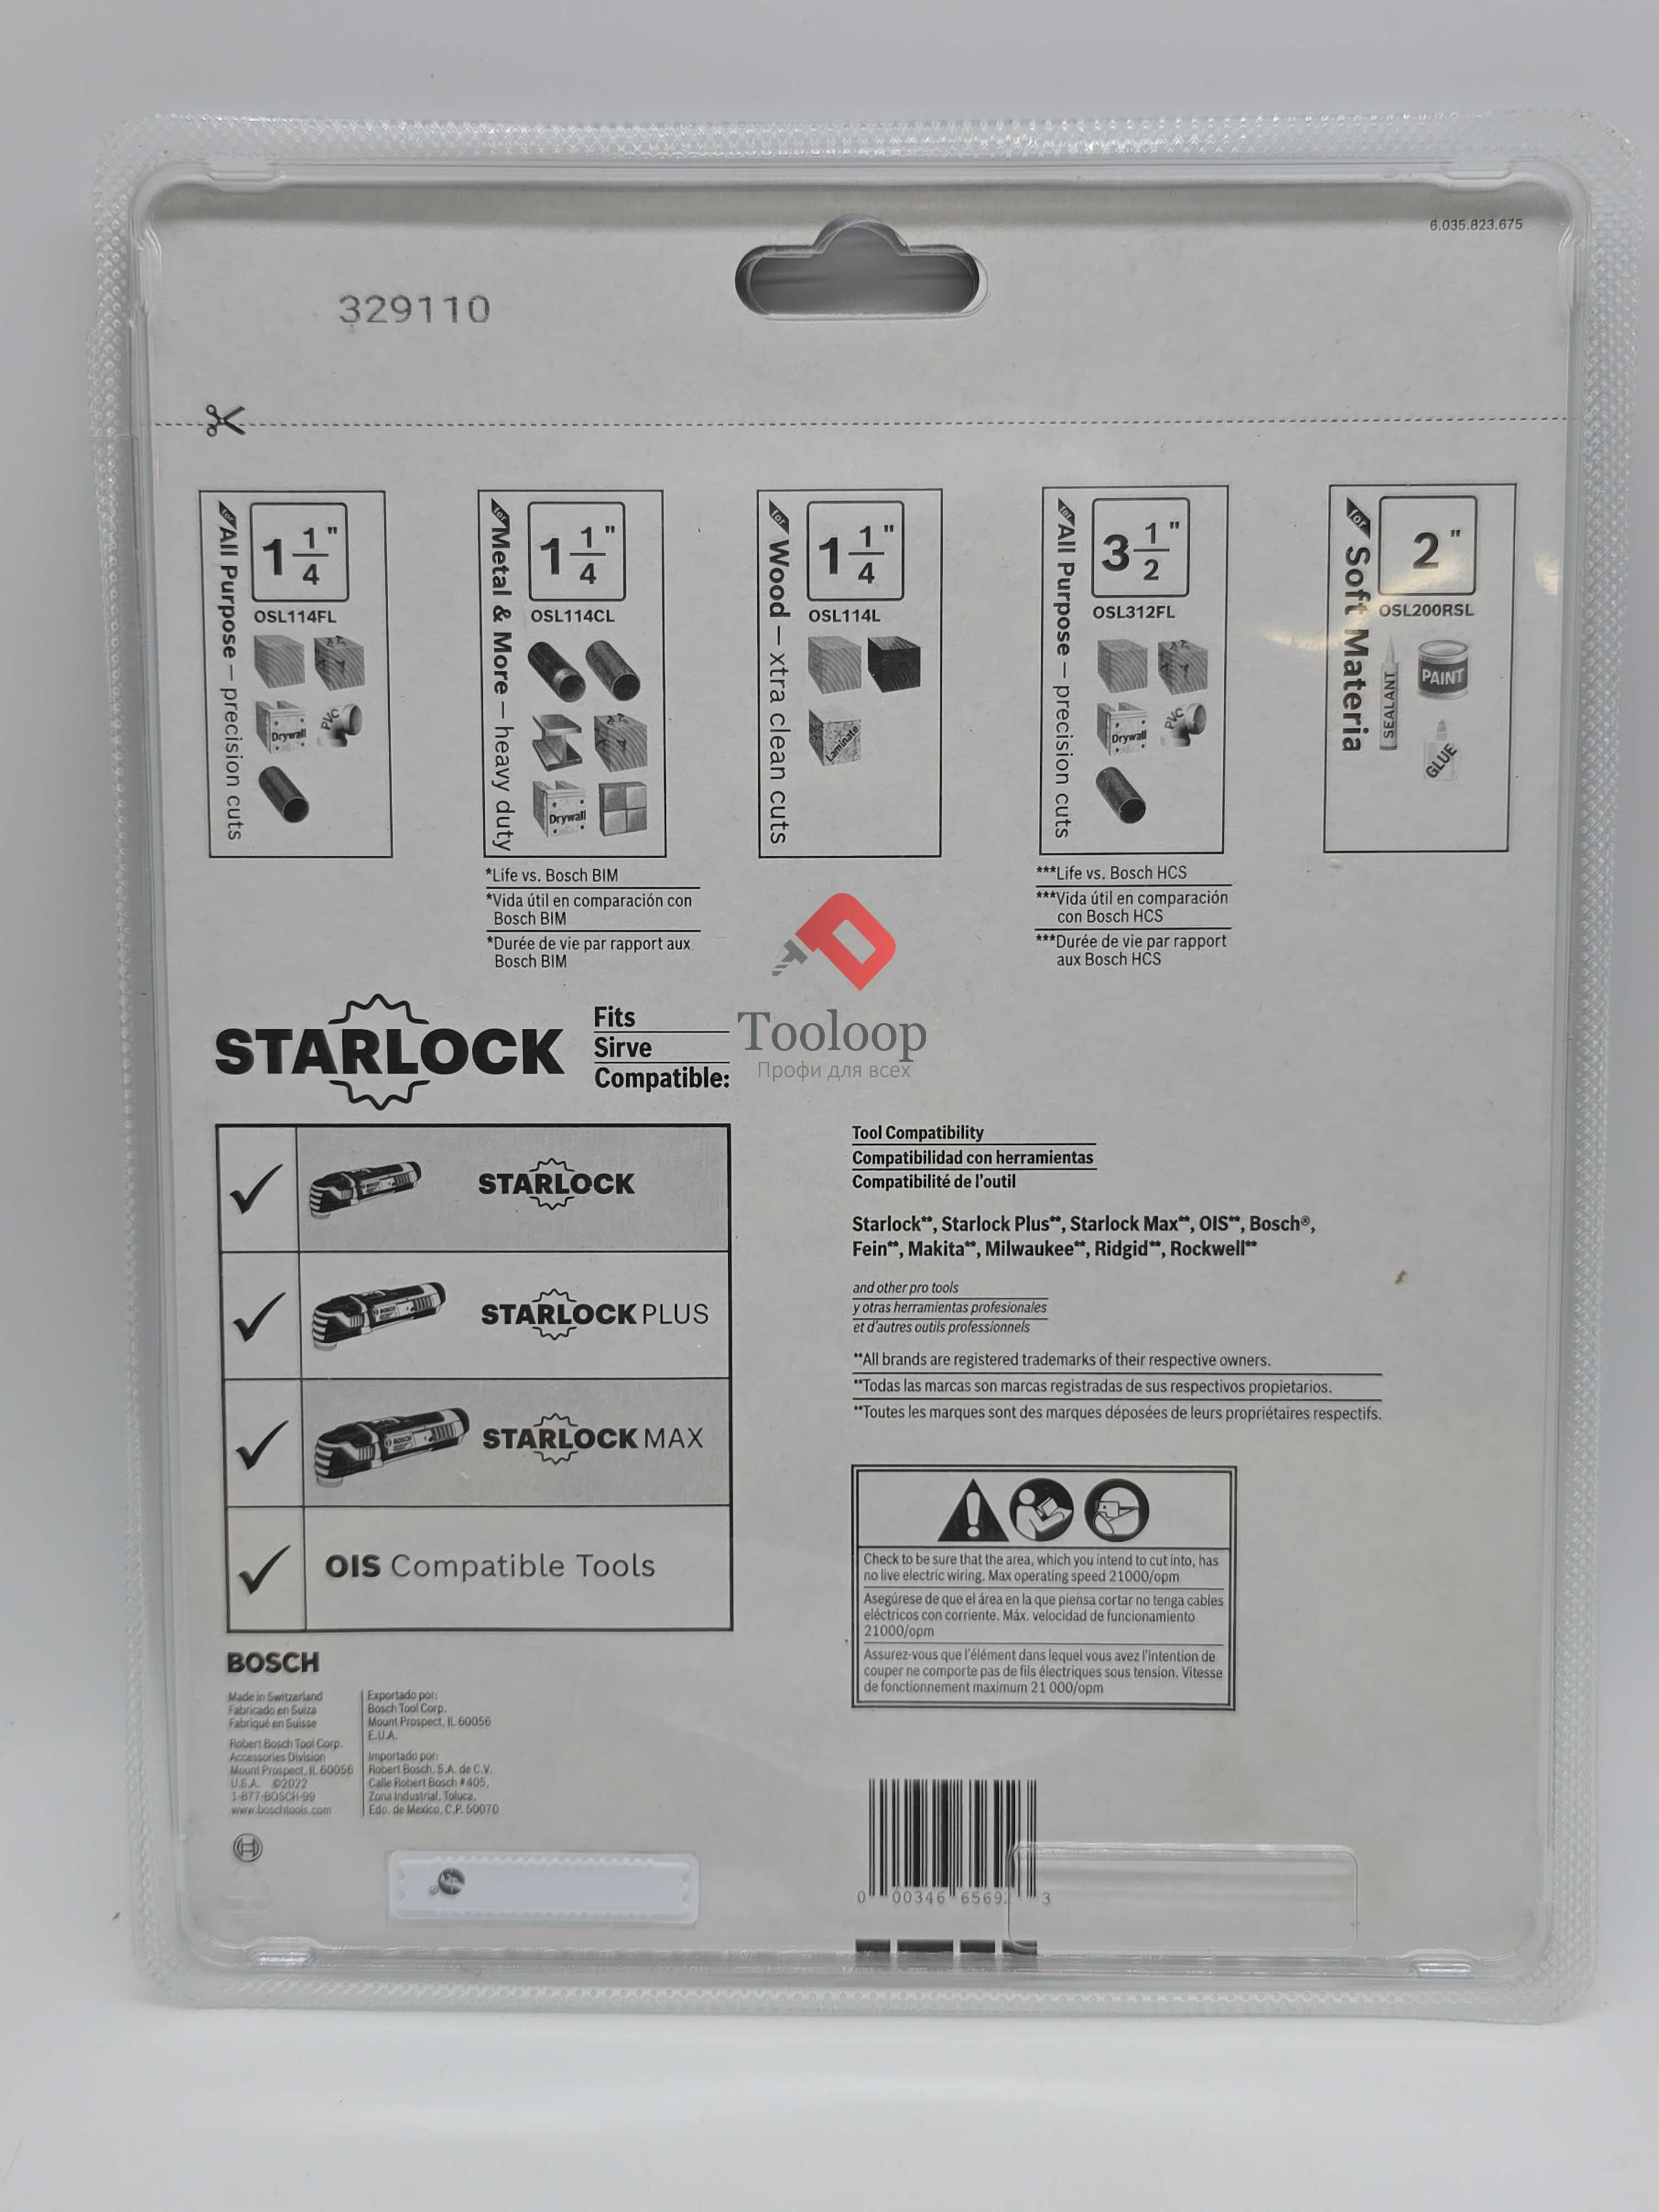 6.035.823.675
329110
for All Purpose – precision cuts
1 1/4"
OSL114FL
Drywall
PVC
for Metal & More – heavy duty
1 1/4"
OSL114CL
Drywall
for Wood – xtra clean cuts
1 1/4"
OSL114L
Laminate
for All Purpose – precision cuts
3 1/2"
OSL312FL
Drywall
PVC
for Soft Materia
2"
OSL200RSL
SEALANT
PAINT
GLUE
*Life vs. Bosch BIM
*Vida útil en comparación con
Bosch BIM
*Durée de vie par rapport aux
Bosch BIM
***Life vs. Bosch HCS
***Vida útil en comparación
con Bosch HCS
***Durée de vie par rapport
aux Bosch HCS
STARLOCK
Fits
Sirve
Compatible:
Tooloop
Профи для всех
STARLOCK
STARLOCK PLUS
STARLOCK MAX
OIS Compatible Tools
Tool Compatibility
Compatibilidad con herramientas
Compatibilité de l'outil
Starlock**, Starlock Plus**, Starlock Max**, OIS**, Bosch®,
Fein**, Makita**, Milwaukee**, Ridgid**, Rockwell**
and other pro tools
y otras herramientas profesionales
et d'autres outils professionnels
**All brands are registered trademarks of their respective owners.
**Todas las marcas son marcas registradas de sus respectivos propietarios.
**Toutes les marques sont des marques déposées de leurs propriétaires respectifs.
Check to be sure that the area, which you intend to cut into, has
no live electric wiring. Max operating speed 21000/opm
Asegúrese de que el área en la que piensa cortar no tenga cables
eléctricos con corriente. Máx. velocidad de funcionamiento
21000/opm
Assurez-vous que l'élément dans lequel vous avez l'intention de
couper ne comporte pas de fils électriques sous tension. Vitesse
de fonctionnement maximum 21 000/opm
BOSCH
Made in Switzerland
Fabricado en Suiza
Fabriqué en Suisse
Robert Bosch Tool Corp.
Accessories Division
Mount Prospect, IL 60056
U.S.A. ©2022
1-877-BOSCH-99
www.boschtools.com
Exportado por:
Bosch Tool Corp.
Mount Prospect, IL 60056
E.U.A.
Importado por:
Robert Bosch, S.A. de C.V.
Calle Robert Bosch #405,
Zona Industrial, Toluca,
Edo. de Mexico, C.P. 50070
0 00346 6569 3